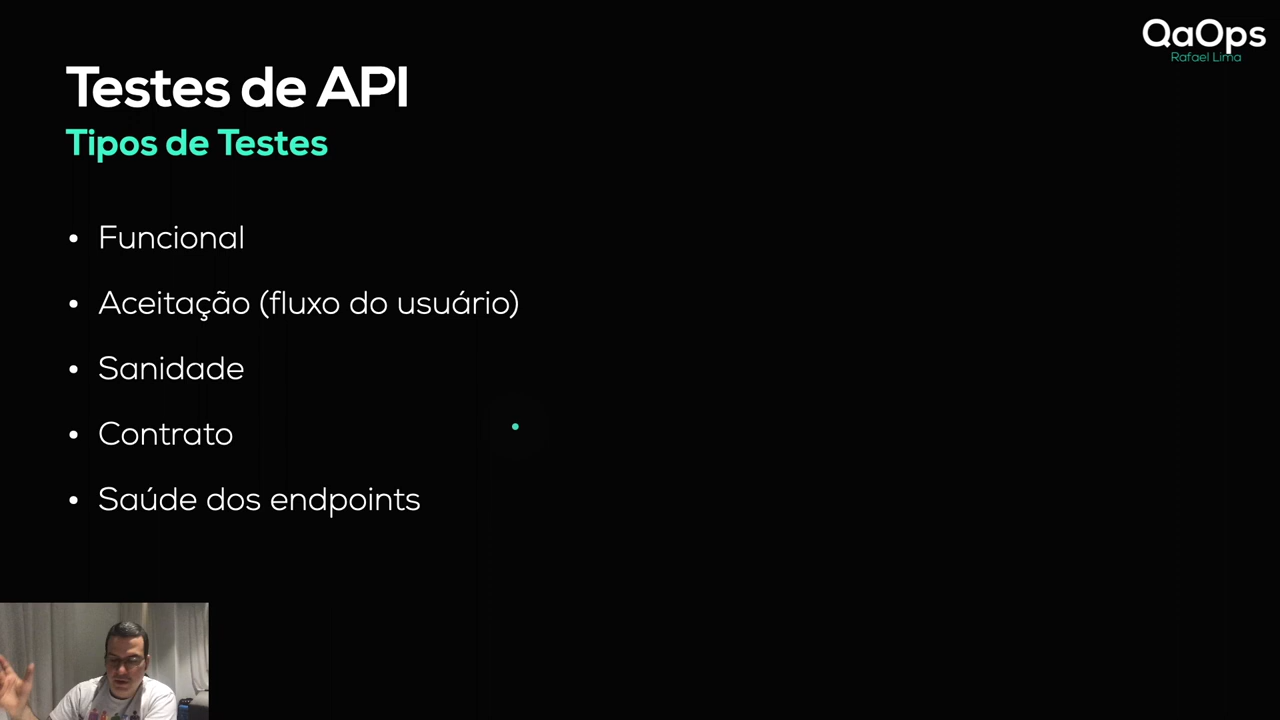 QaOps
Rafael Lima
Testes de API
Tipos de Testes
• Funcional
• Aceitação (fluxo do usuário)
• Sanidade
• Contrato
• Saúde dos endpoints